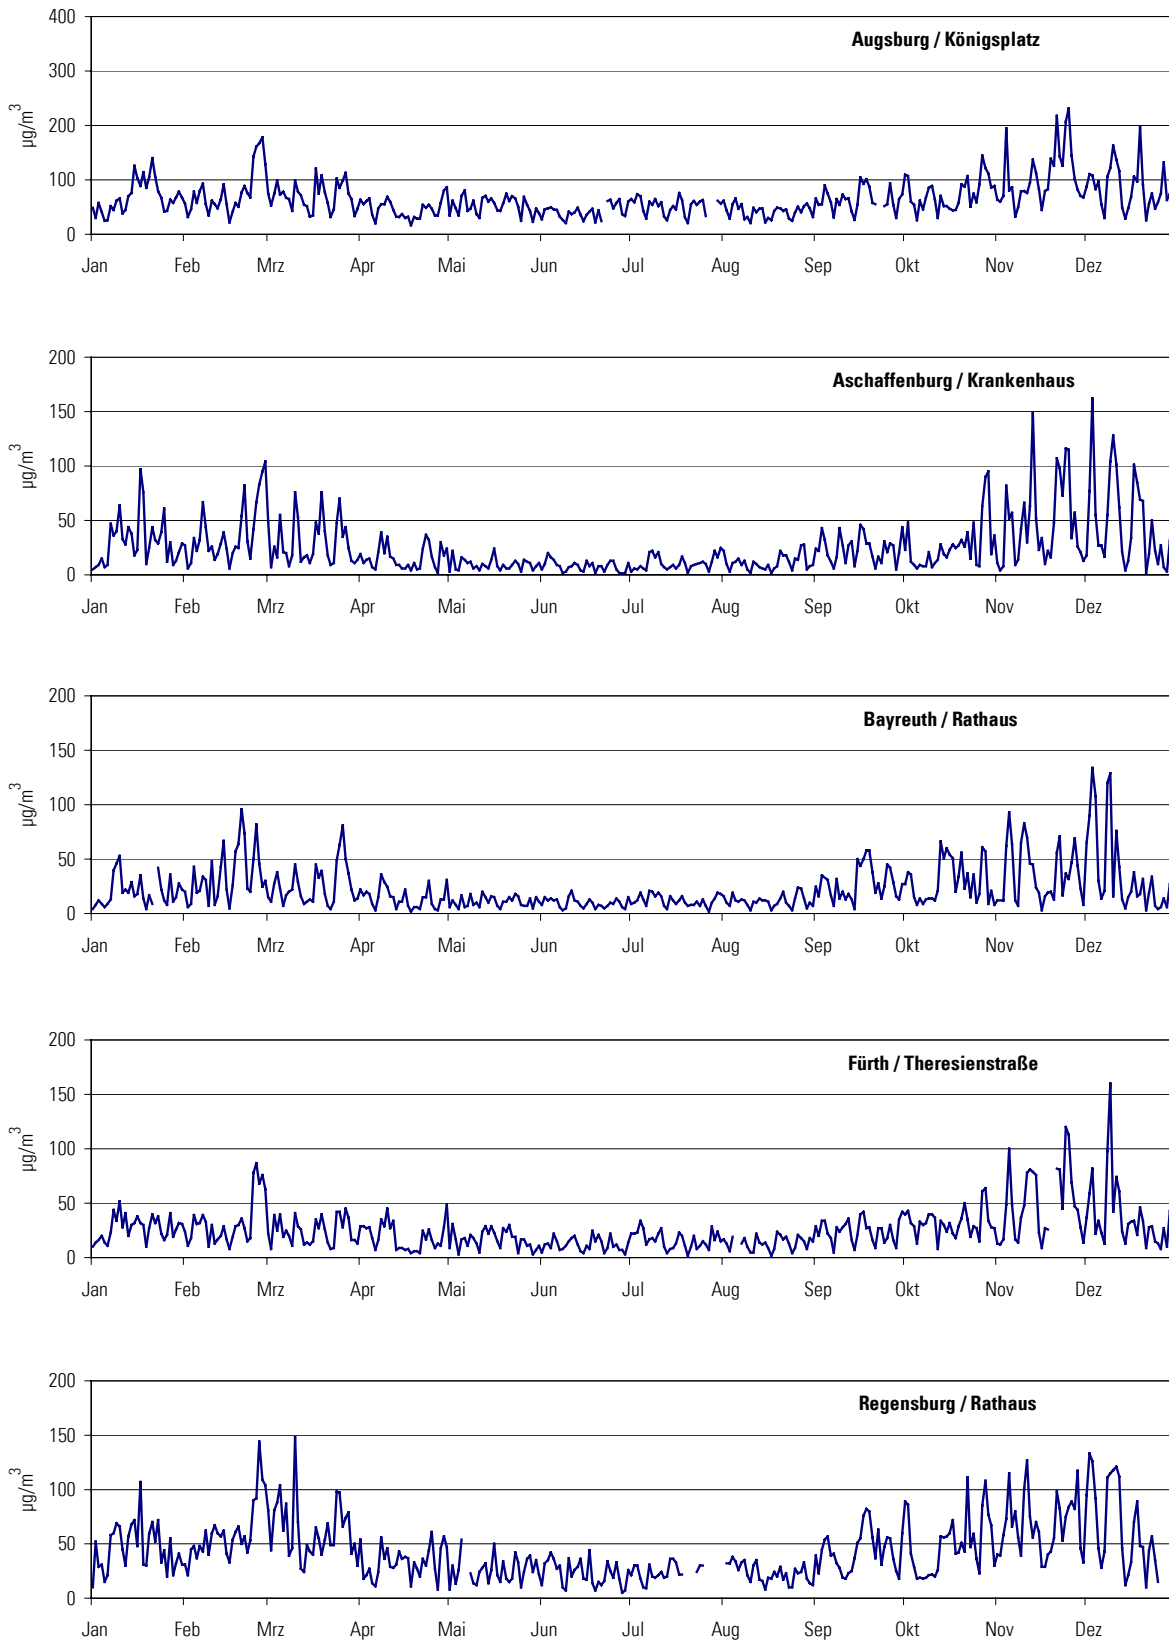 Augsburg / Königsplatz
400
300
200
100
0
µg/m³
Jan Feb Mrz Apr Mai Jun Jul Aug Sep Okt Nov Dez
Aschaffenburg / Krankenhaus
200
150
100
50
0
µg/m³
Jan Feb Mrz Apr Mai Jun Jul Aug Sep Okt Nov Dez
Bayreuth / Rathaus
200
150
100
50
0
µg/m³
Jan Feb Mrz Apr Mai Jun Jul Aug Sep Okt Nov Dez
Fürth / Theresienstraße
200
150
100
50
0
µg/m³
Jan Feb Mrz Apr Mai Jun Jul Aug Sep Okt Nov Dez
Regensburg / Rathaus
200
150
100
50
0
µg/m³
Jan Feb Mrz Apr Mai Jun Jul Aug Sep Okt Nov Dez